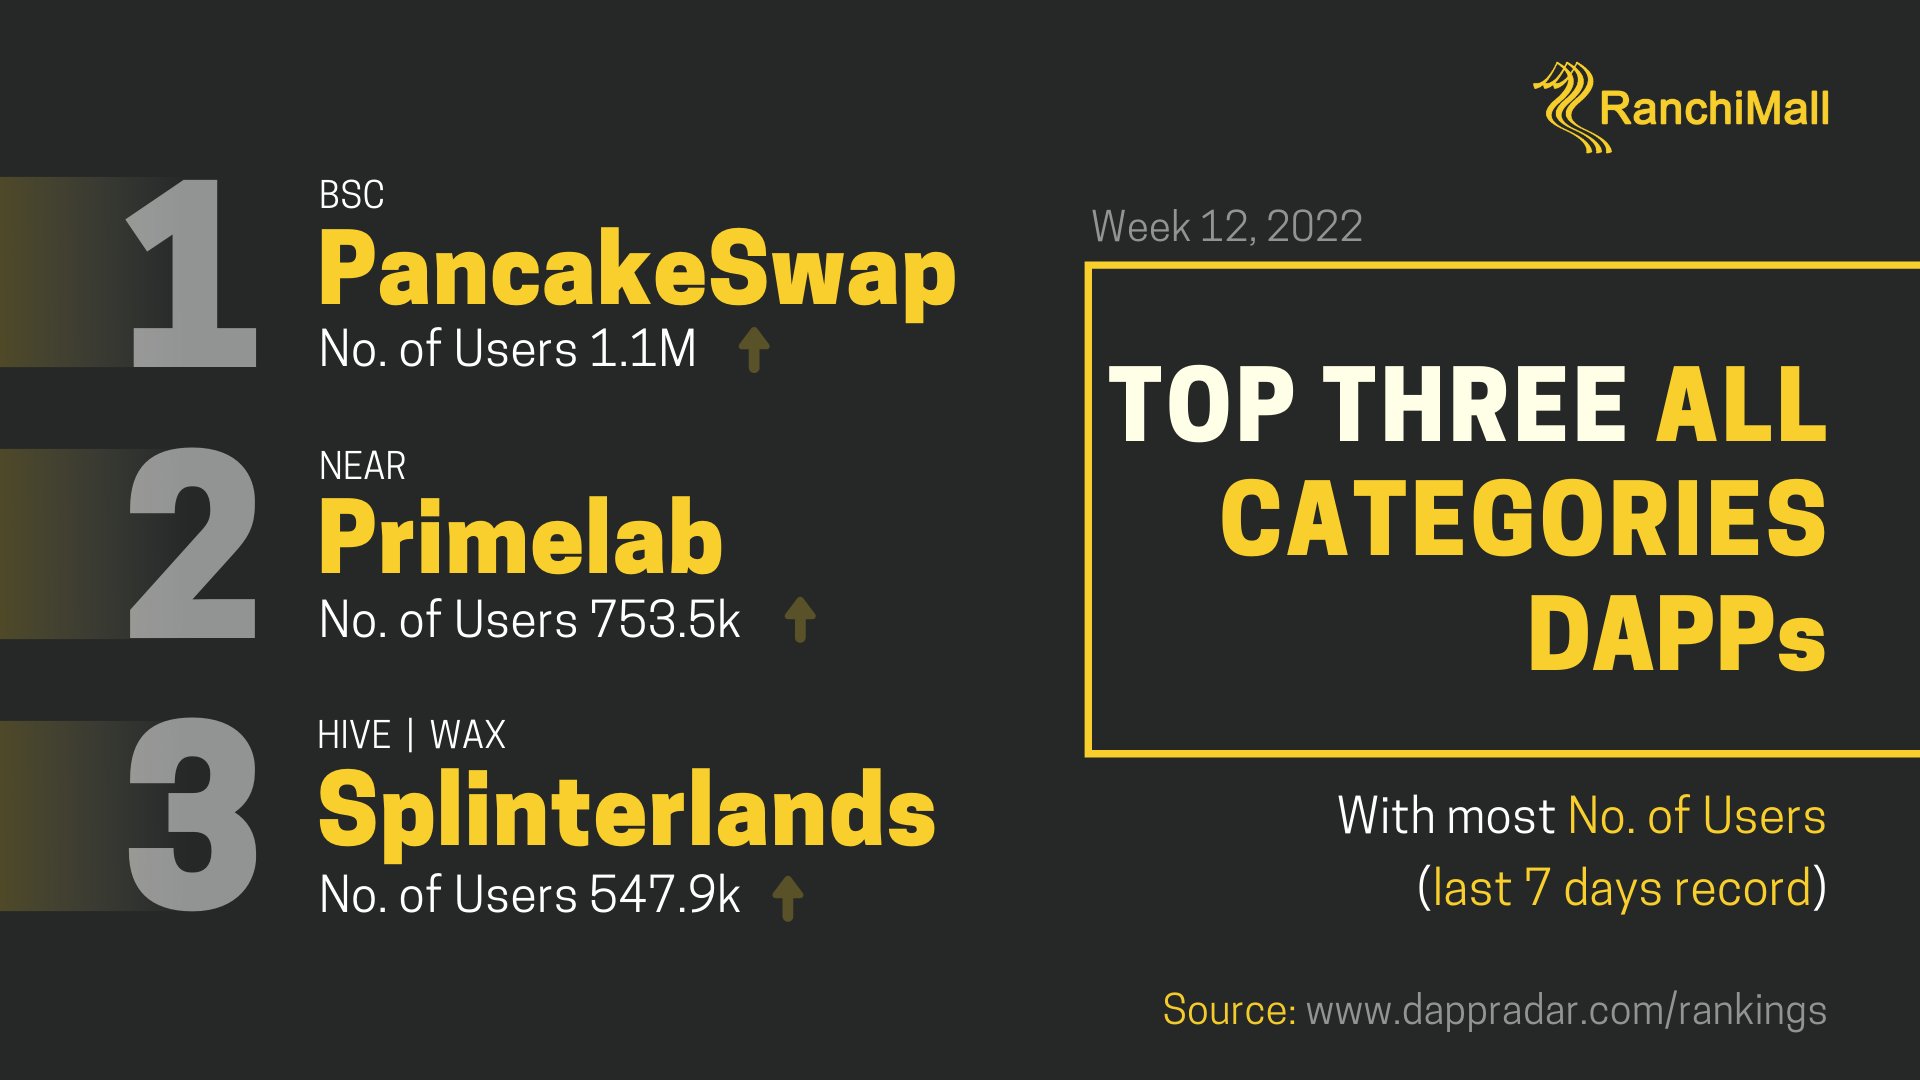 RanchiMall
1
BSC
PancakeSwap
No. of Users 1.1M
2
NEAR
Primelab
No. of Users 753.5k
3
HIVE | WAX
Splinterlands
No. of Users 547.9k
Week 12, 2022
TOP THREE ALL
CATEGORIES
DAPPs
With most No. of Users
(last 7 days record)
Source: www.dappradar.com/rankings